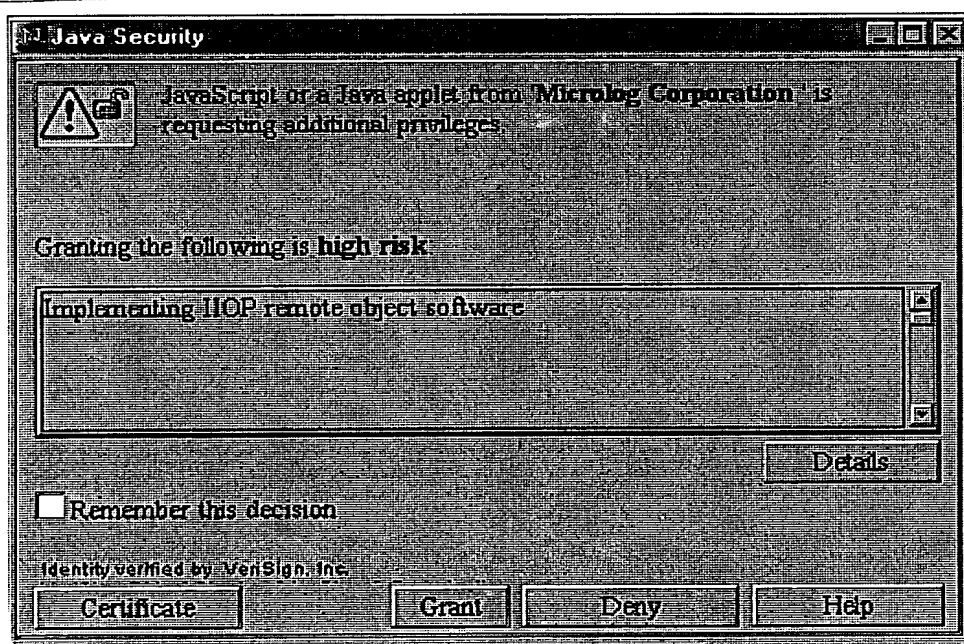 Java Security
JavaScript or a Java applet from 'Microlog Corporation ' is
requesting additional privileges.
Granting the following is high risk.
Implementing IIOP remote object software
Details
Remember this decision
Identity verified by VeriSign, Inc.
Certificate Grant Deny Help